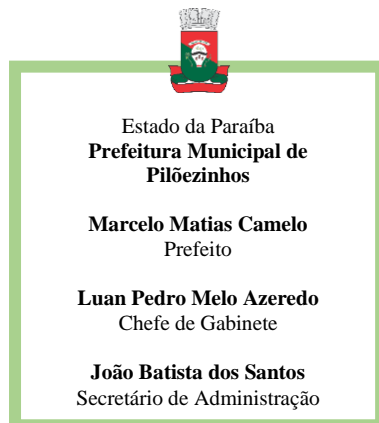 Estado da Paraíba
Prefeitura Municipal de
Pilõezinhos
Marcelo Matias Camelo
Prefeito
Luan Pedro Melo Azeredo
Chefe de Gabinete
João Batista dos Santos
Secretário de Administração